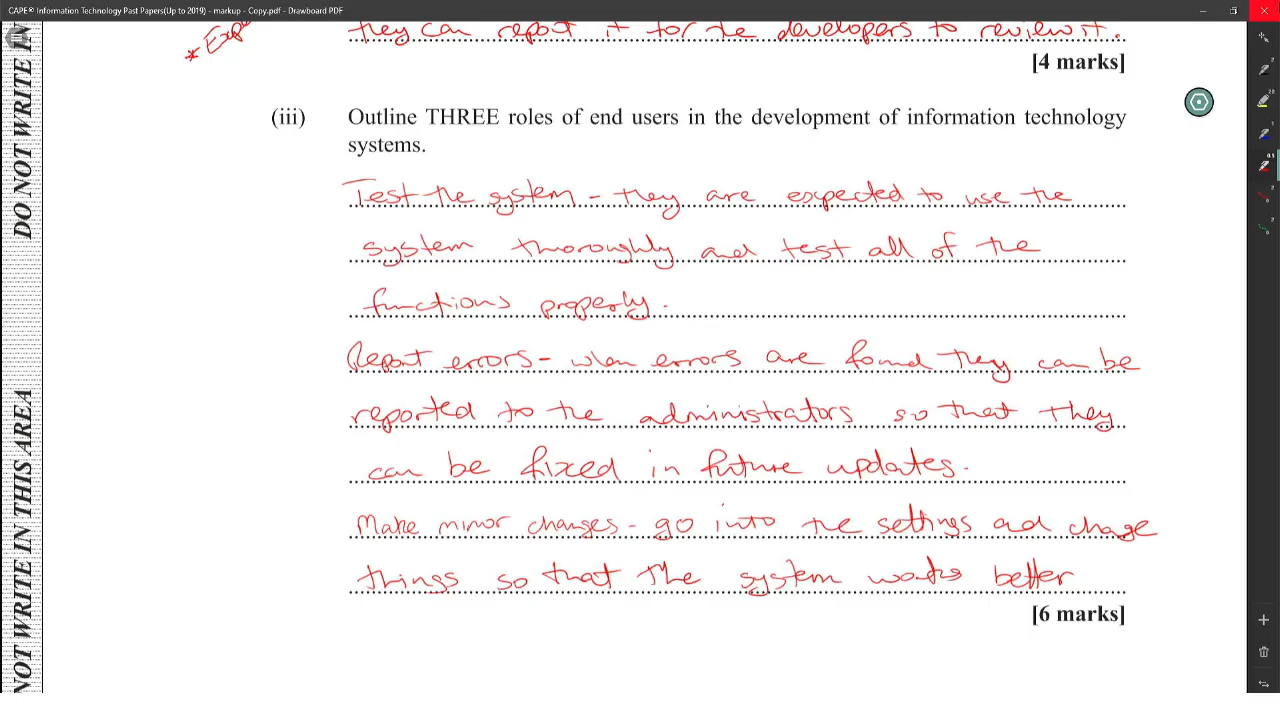 CAPE® Information Technology Past Papers(Up to 2019) - markup - Copy.pdf - Drawboard PDF
they can report it for the developers to review it.
* Exp
[4 marks]
(iii) Outline THREE roles of end users in the development of information technology
systems.
Test the system - they are expected to use the
system thoroughly and test all of the
functions properly.
Report errors - when errors are found they can be
reported to the administrators so that they
can be fixed in future updates.
Make minor changes - go into the settings and change
things so that the system works better
[6 marks]
DO NOT WRITE IN
NOT WRITE IN THIS AREA